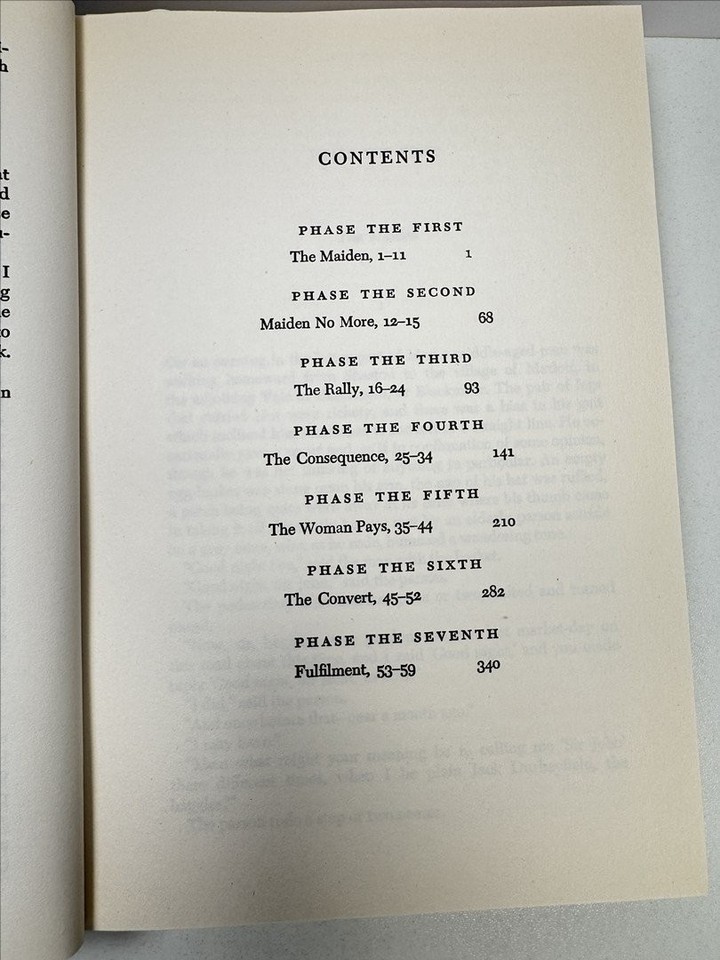 CONTENTS
PHASE THE FIRST
The Maiden, 1–11 1
PHASE THE SECOND
Maiden No More, 12–15 68
PHASE THE THIRD
The Rally, 16–24 93
PHASE THE FOURTH
The Consequence, 25–34 141
PHASE THE FIFTH
The Woman Pays, 35–44 210
PHASE THE SIXTH
The Convert, 45–52 282
PHASE THE SEVENTH
Fulfilment, 53–59 340